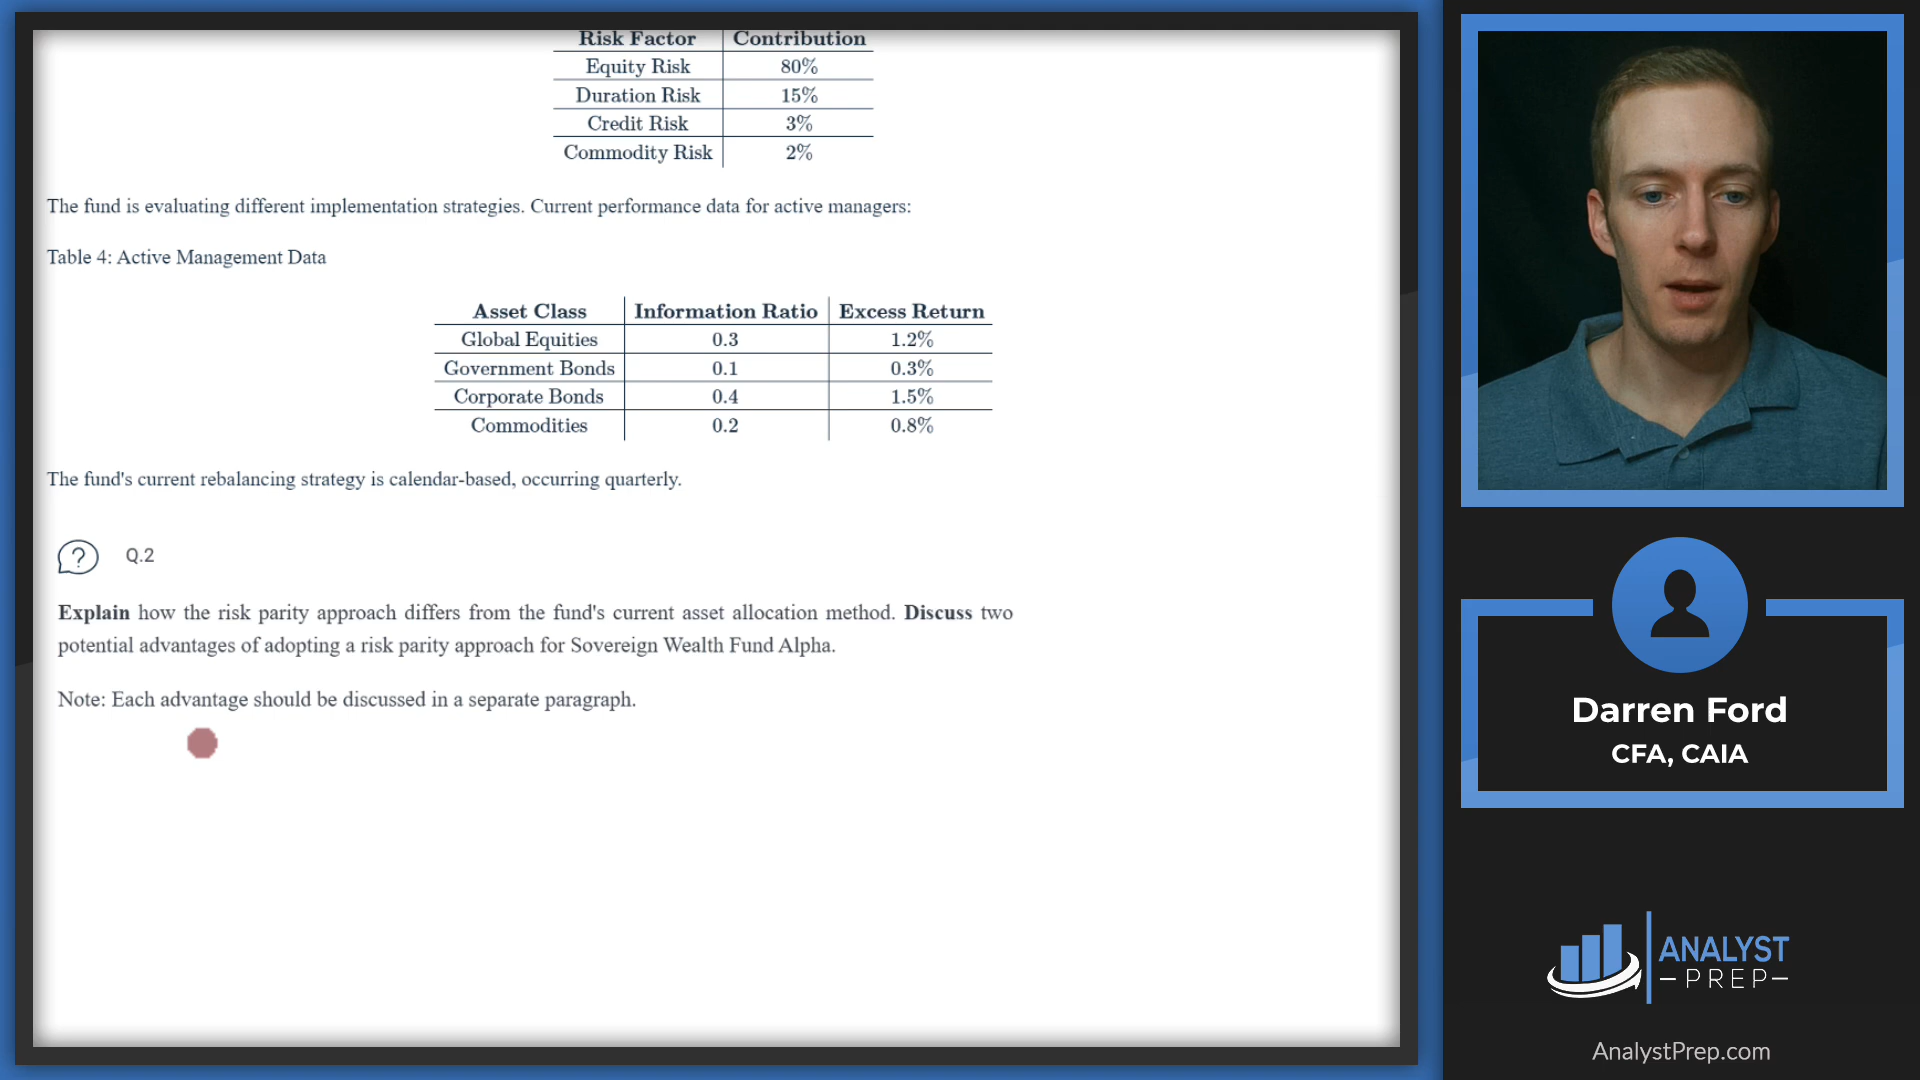 Risk Factor Contribution
Equity Risk 80%
Duration Risk 15%
Credit Risk 3%
Commodity Risk 2%
The fund is evaluating different implementation strategies. Current performance data for active managers:
Table 4: Active Management Data
Asset Class Information Ratio Excess Return
Global Equities 0.3 1.2%
Government Bonds 0.1 0.3%
Corporate Bonds 0.4 1.5%
Commodities 0.2 0.8%
The fund's current rebalancing strategy is calendar-based, occurring quarterly.
? Q.2
Explain how the risk parity approach differs from the fund's current asset allocation method. Discuss two
potential advantages of adopting a risk parity approach for Sovereign Wealth Fund Alpha.
Note: Each advantage should be discussed in a separate paragraph.
Darren Ford
CFA, CAIA
ANALYST
PREP
AnalystPrep.com